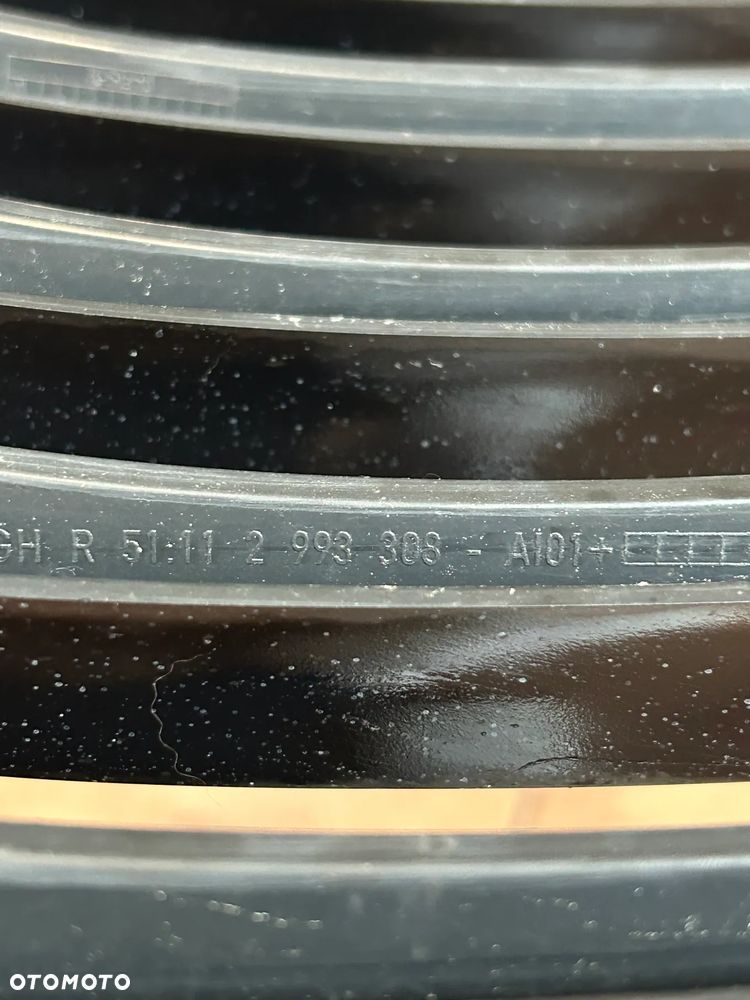 GH R 51.11 2 993 308 - AI01+
OTOMOTO